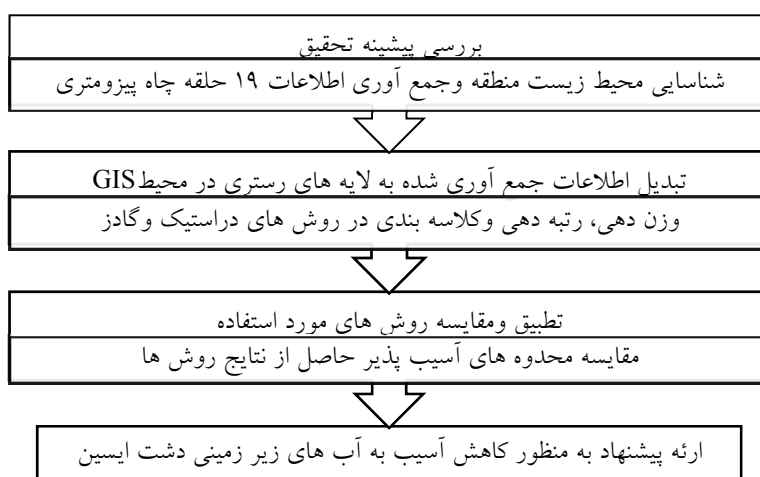 بررسی پیشینه تحقیق
شناسایی محیط زیست منطقه وجمع آوری اطلاعات ۱۹ حلقه چاه پیزومتری
تبدیل اطلاعات جمع آوری شده به لایه های رستری در محیطGIS
وزن دهی، رتبه دهی وکلاسه بندی در روش های دراستیک وگادز
تطبیق ومقایسه روش های مورد استفاده
مقایسه محدوه های آسیب پذیر حاصل از نتایج روش ها
ارئه پیشنهاد به منظور کاهش آسیب به آب های زیر زمینی دشت ایسین